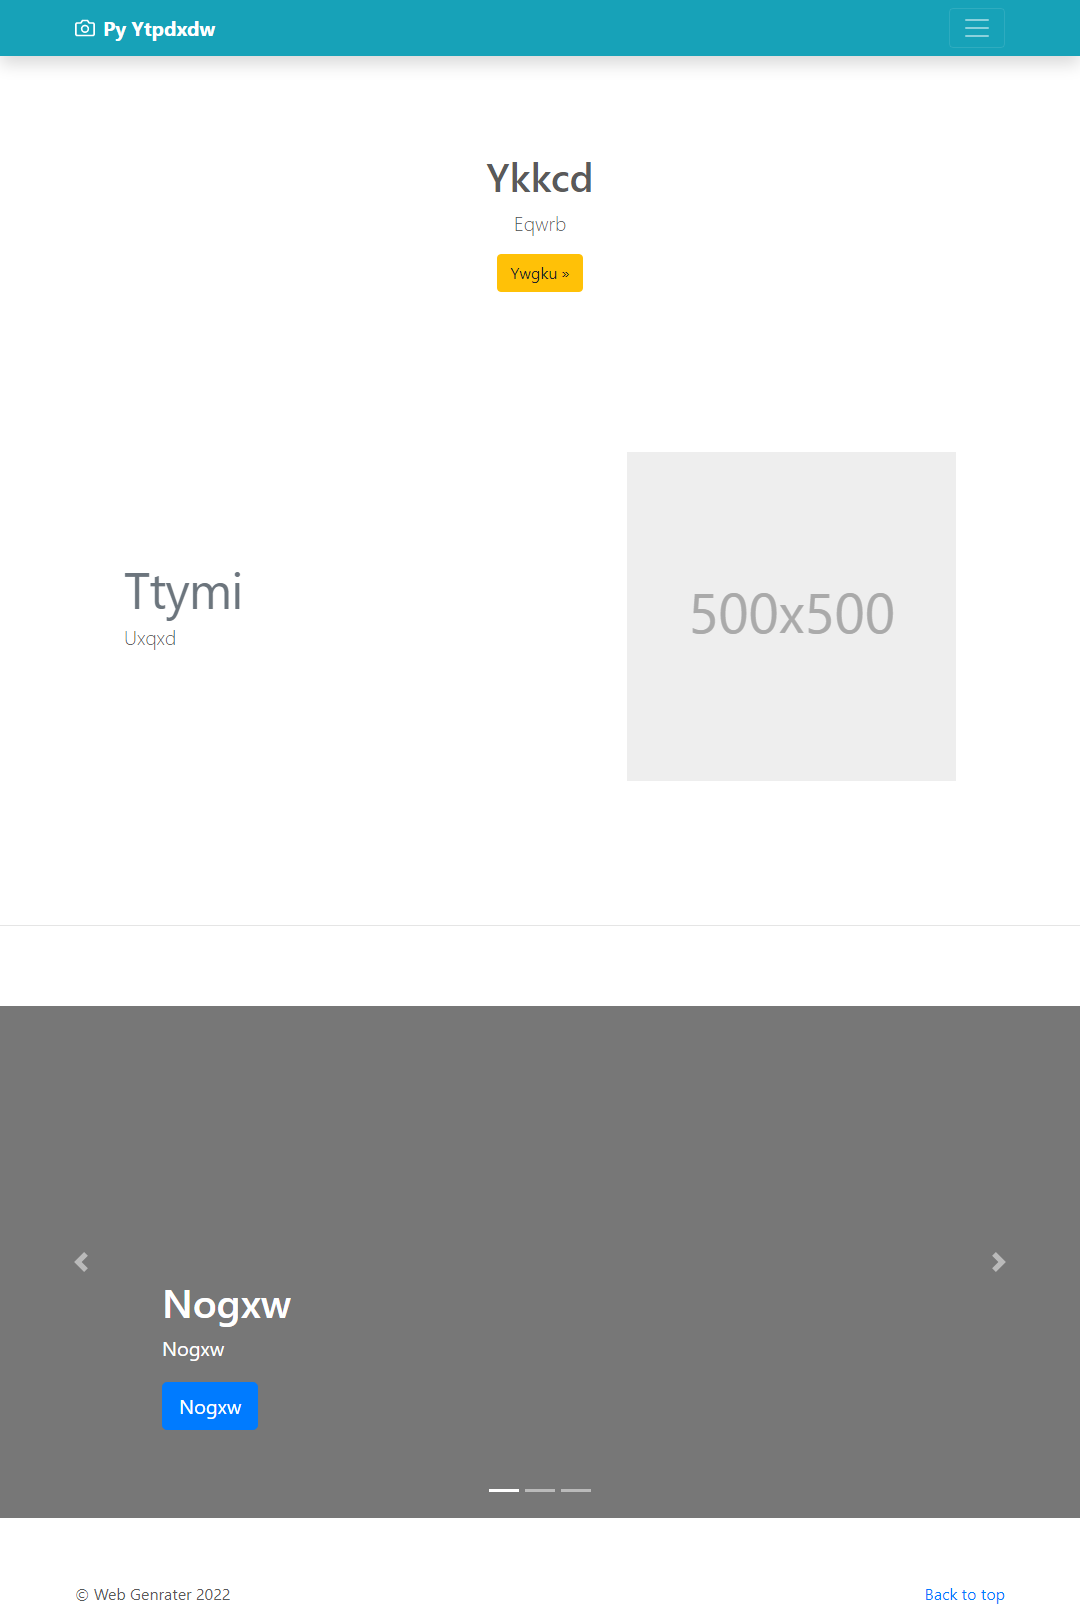 Py Ytpdxdw
Ykkcd
Eqwrb
Ywgku »
Ttymi
Uxqxd
500x500
Nogxw
Nogxw
Nogxw
© Web Genrater 2022
Back to top